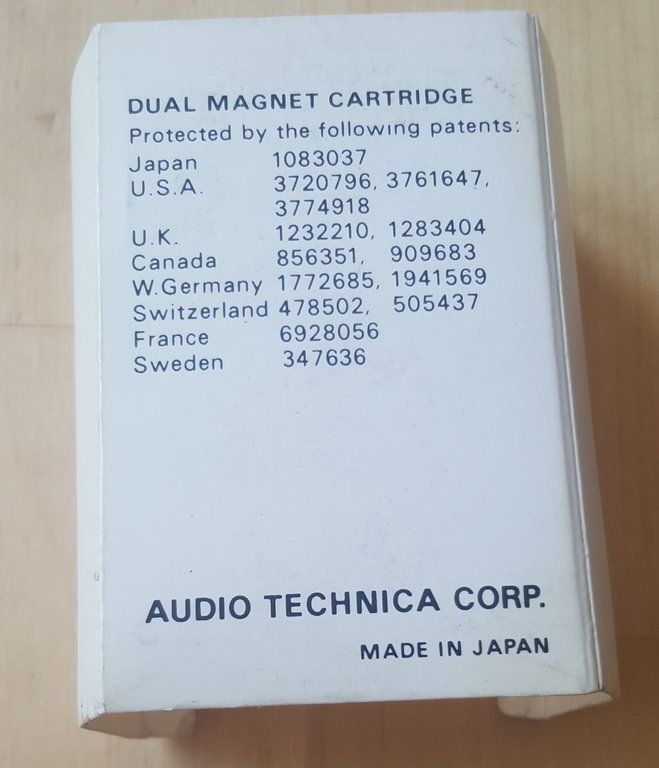 DUAL MAGNET CARTRIDGE
Protected by the following patents:
Japan 1083037
U.S.A. 3720796, 3761647,
3774918
U.K. 1232210, 1283404
Canada 856351, 909683
W.Germany 1772685, 1941569
Switzerland 478502, 505437
France 6928056
Sweden 347636
AUDIO TECHNICA CORP.
MADE IN JAPAN